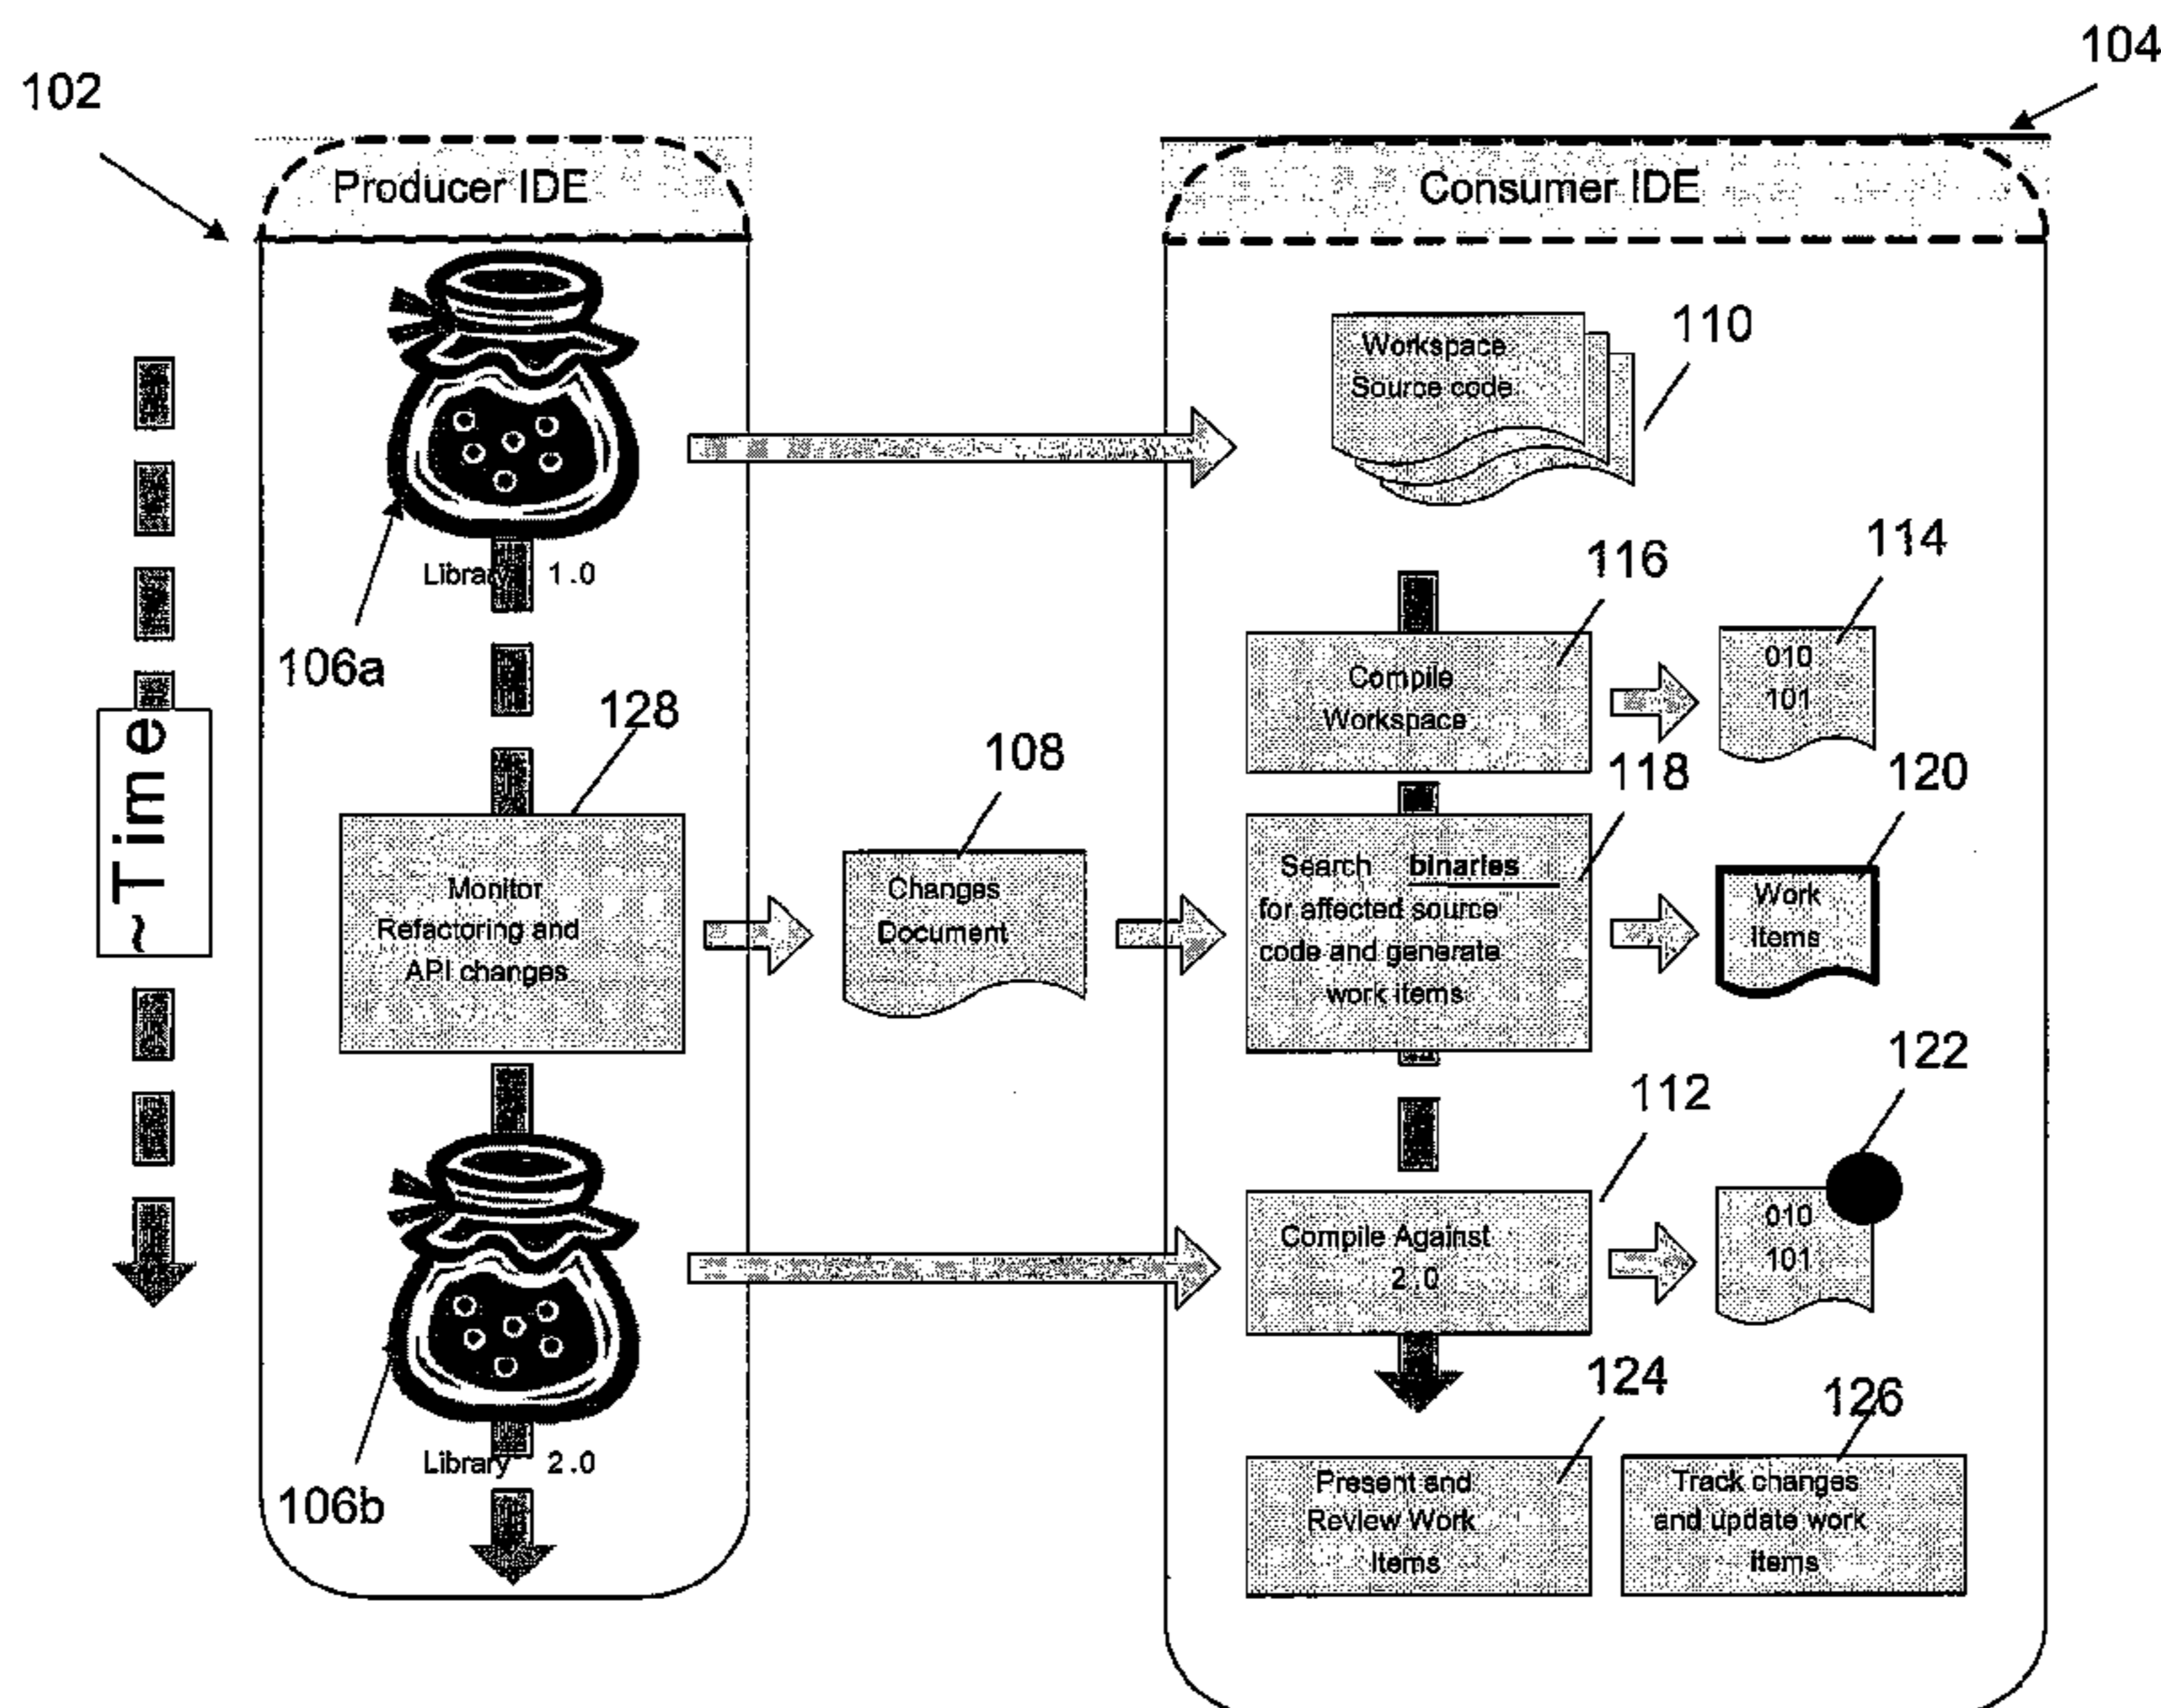 104
102
Producer IDE
Consumer IDE
Workspace
Source code
110
Library 1.0
106a
116
114
Compile
Workspace
010
101
~Time
128
108
118
120
Monitor
Refactoring and
API changes
Changes
Document
Search binaries
for affected source
code and generate
work items
Work
Items
122
112
Compile Against
2.0
010
101
Library 2.0
106b
124
126
Present and
Review Work
Items
Track changes
and update work
items